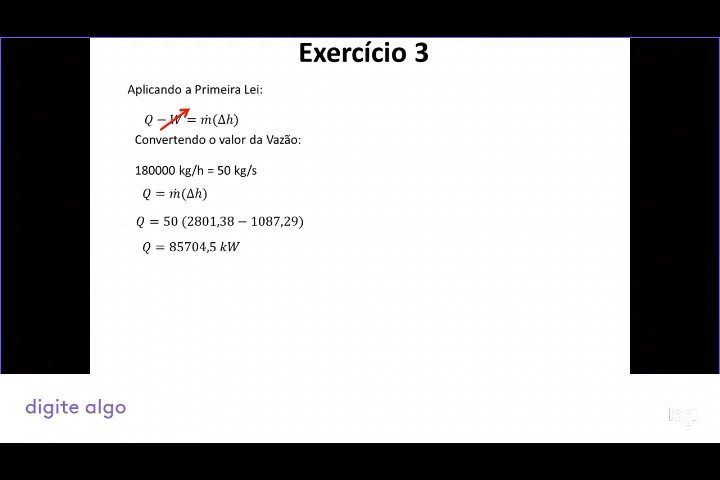 Exercício 3
Aplicando a Primeira Lei:
Q − W = ṁ(Δh)
Convertendo o valor da Vazão:
180000 kg/h = 50 kg/s
Q = ṁ(Δh)
Q = 50 (2801,38 − 1087,29)
Q = 85704,5 kW
digite algo